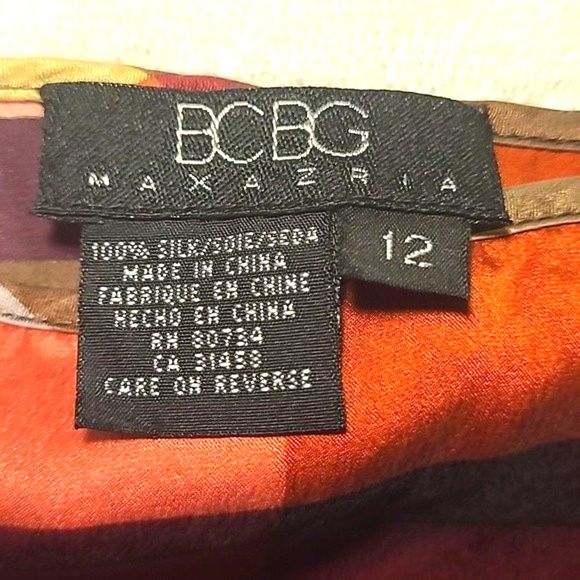 BCBG
MAXAZRIA
12
100% SILK/SOIE/SEDA
MADE IN CHINA
FABRIQUE EN CHINE
HECHO EN CHINA
RN 80734
CA 31458
CARE ON REVERSE